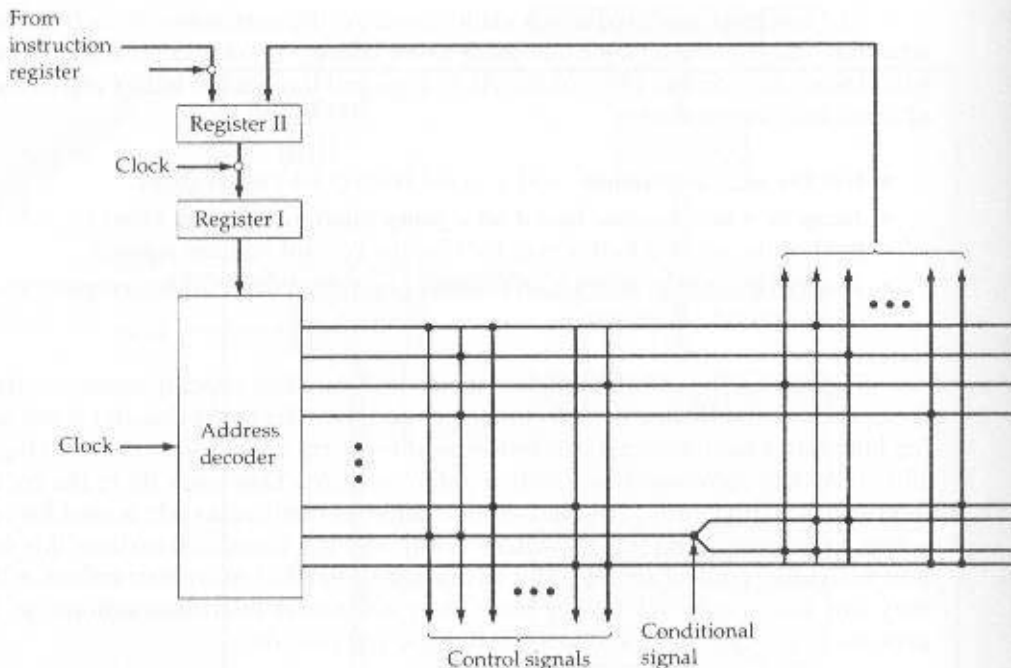 From
instruction
register
Register II
Clock
Register I
Clock
Address
decoder
Control signals
Conditional
signal